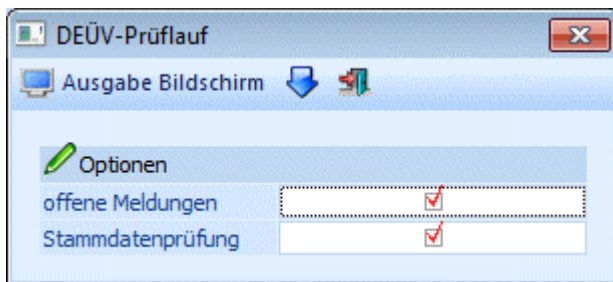 DEÜV-Prüflauf
Ausgabe Bildschirm
Optionen
offene Meldungen
Stammdatenprüfung